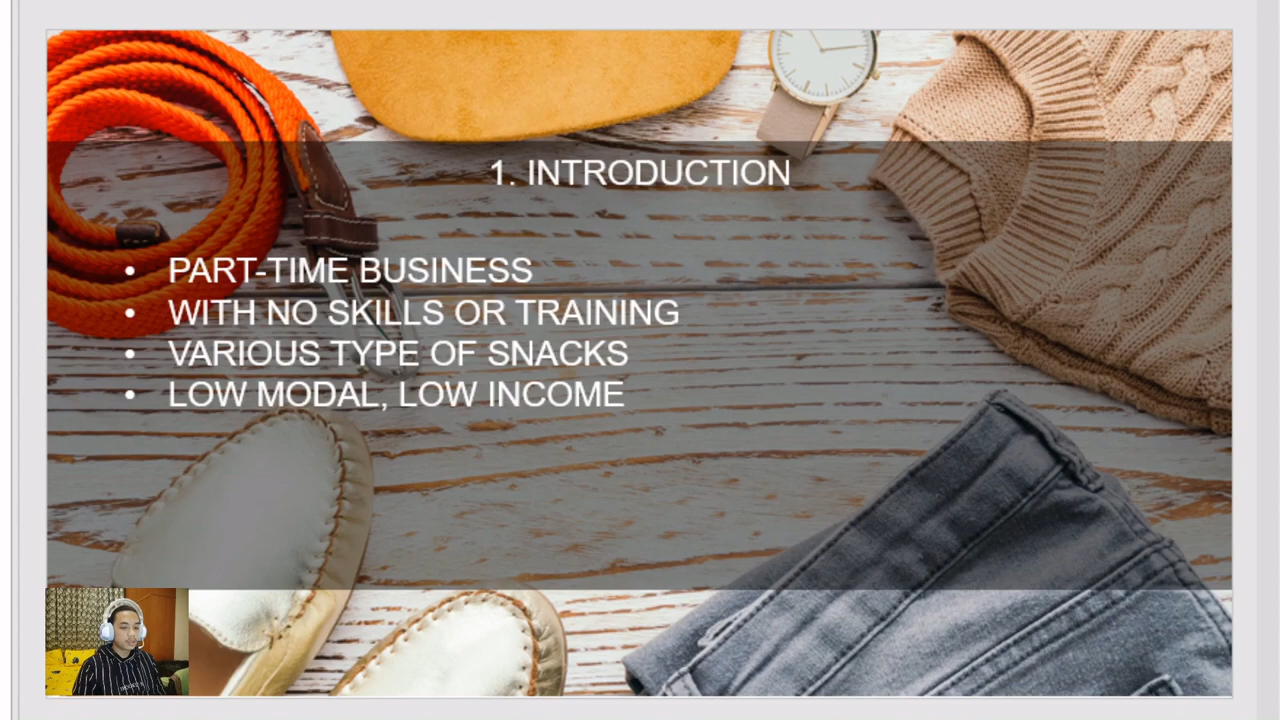 1. INTRODUCTION
• PART-TIME BUSINESS
• WITH NO SKILLS OR TRAINING
• VARIOUS TYPE OF SNACKS
• LOW MODAL, LOW INCOME